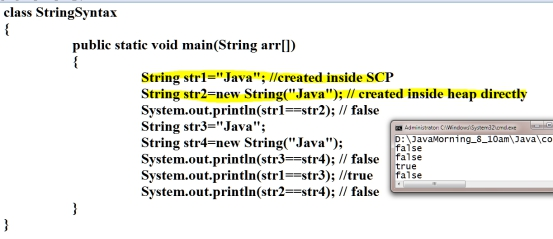 class StringSyntax
{
public static void main(String arr[])
{
String str1="Java"; //created inside SCP
String str2=new String("Java"); // created inside heap directly
System.out.println(str1==str2); // false
String str3="Java";
String str4=new String("Java");
System.out.println(str3==str4); // false
System.out.println(str1==str3); //true
System.out.println(str2==str4); // false
}
}
Administrator: C:\Windows\System32\cmd.exe
D:\JavaMorning_8_10am\Java\co
false
false
true
false